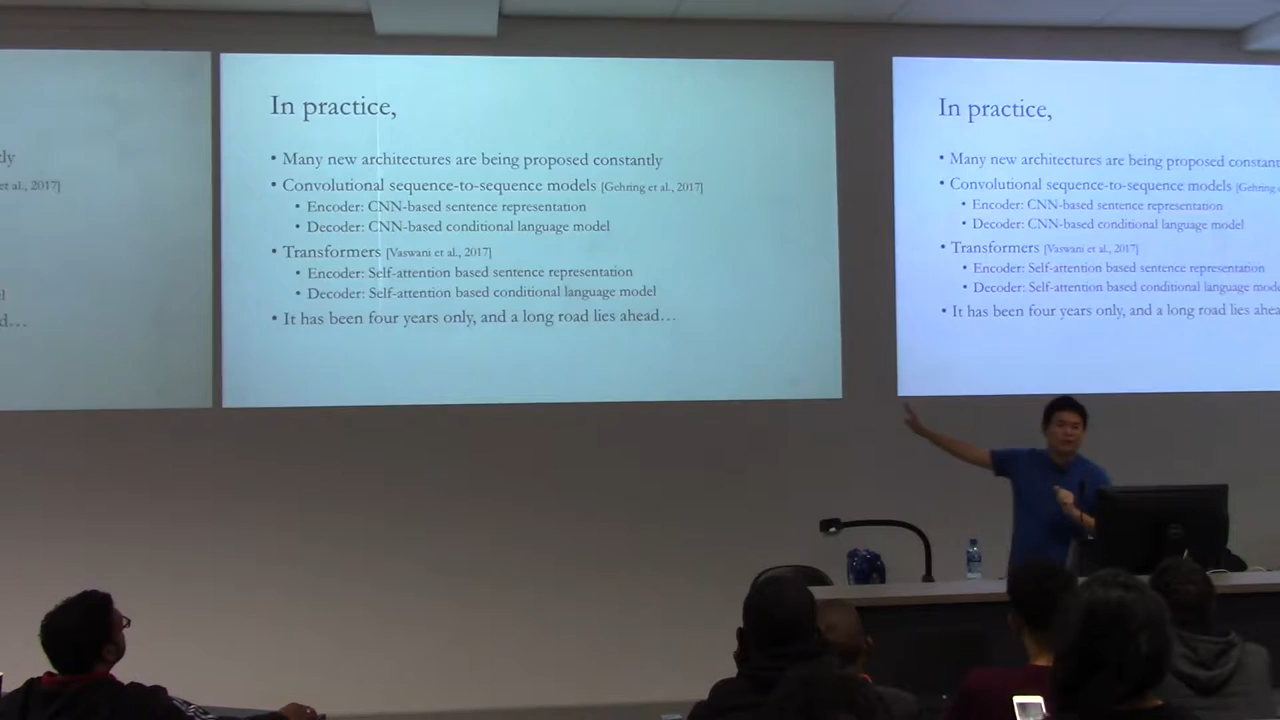 In practice,
• Many new architectures are being proposed constantly
• Convolutional sequence-to-sequence models [Gehring et al., 2017]
• Encoder: CNN-based sentence representation
• Decoder: CNN-based conditional language model
• Transformers [Vaswani et al., 2017]
• Encoder: Self-attention based sentence representation
• Decoder: Self-attention based conditional language model
• It has been four years only, and a long road lies ahead…
In practice,
• Many new architectures are being proposed constant
• Convolutional sequence-to-sequence models [Gehring
• Encoder: CNN-based sentence representation
• Decoder: CNN-based conditional language model
• Transformers [Vaswani et al., 2017]
• Encoder: Self-attention based sentence representation
• Decoder: Self-attention based conditional language mode
• It has been four years only, and a long road lies ahea
et al., 2017]